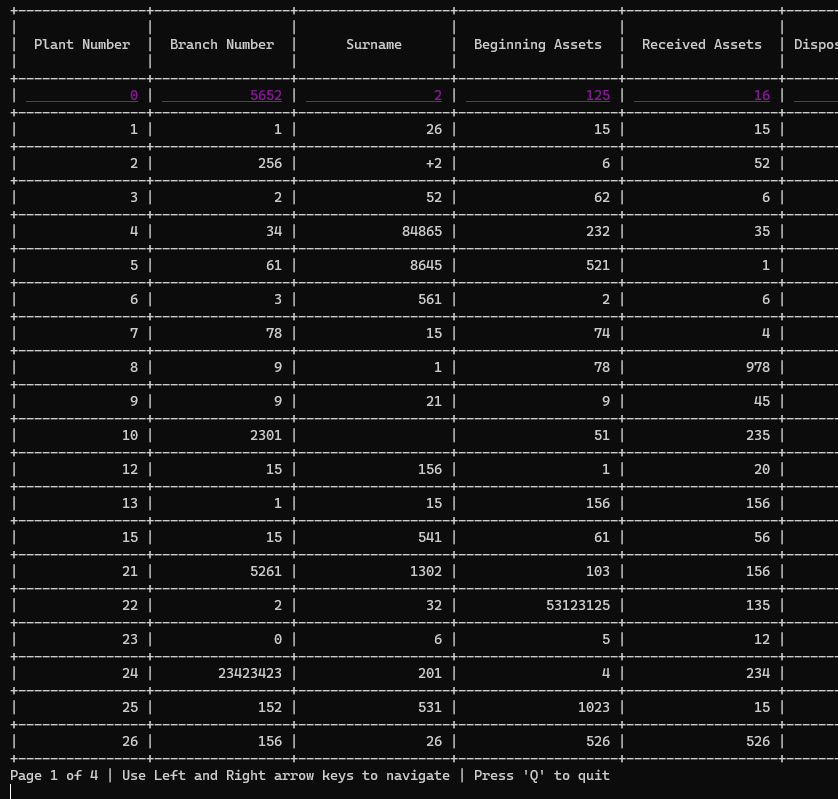 Plant Number | Branch Number | Surname | Beginning Assets | Received Assets | Dispos
0 | 5652 | 2 | 125 | 16 |
1 | 1 | 26 | 15 | 15 |
2 | 256 | +2 | 6 | 52 |
3 | 2 | 52 | 62 | 6 |
4 | 34 | 84865 | 232 | 35 |
5 | 61 | 8645 | 521 | 1 |
6 | 3 | 561 | 2 | 6 |
7 | 78 | 15 | 74 | 4 |
8 | 9 | 1 | 78 | 978 |
9 | 9 | 21 | 9 | 45 |
10 | 2301 | | 51 | 235 |
12 | 15 | 156 | 1 | 20 |
13 | 1 | 15 | 156 | 156 |
15 | 15 | 541 | 61 | 56 |
21 | 5261 | 1302 | 103 | 156 |
22 | 2 | 32 | 53123125 | 135 |
23 | 0 | 6 | 5 | 12 |
24 | 23423423 | 201 | 4 | 234 |
25 | 152 | 531 | 1023 | 15 |
26 | 156 | 26 | 526 | 526 |
Page 1 of 4 | Use Left and Right arrow keys to navigate | Press 'Q' to quit